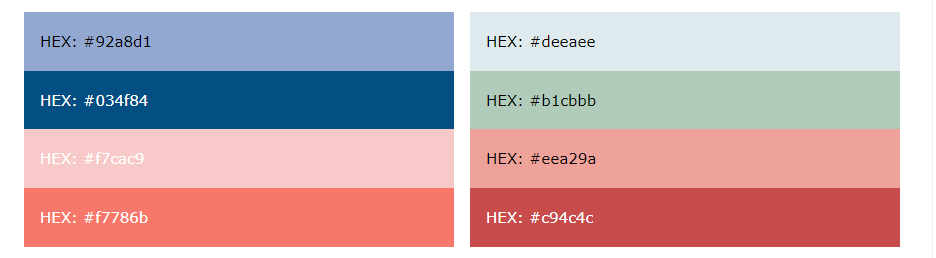 HEX: #92a8d1
HEX: #034f84
HEX: #f7cac9
HEX: #f7786b
HEX: #deeaee
HEX: #b1cbbb
HEX: #eea29a
HEX: #c94c4c